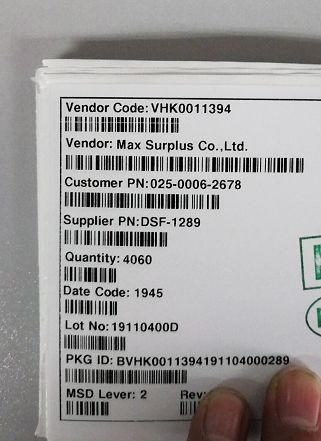 Vendor Code: VHK0011394
Vendor: Max Surplus Co.,Ltd.
Customer PN:025-0006-2678
Supplier PN:DSF-1289
Quantity: 4060
Date Code: 1945
Lot No: 19110400D
PKG ID: BVHK0011394191104000289
MSD Lever: 2 Rev: